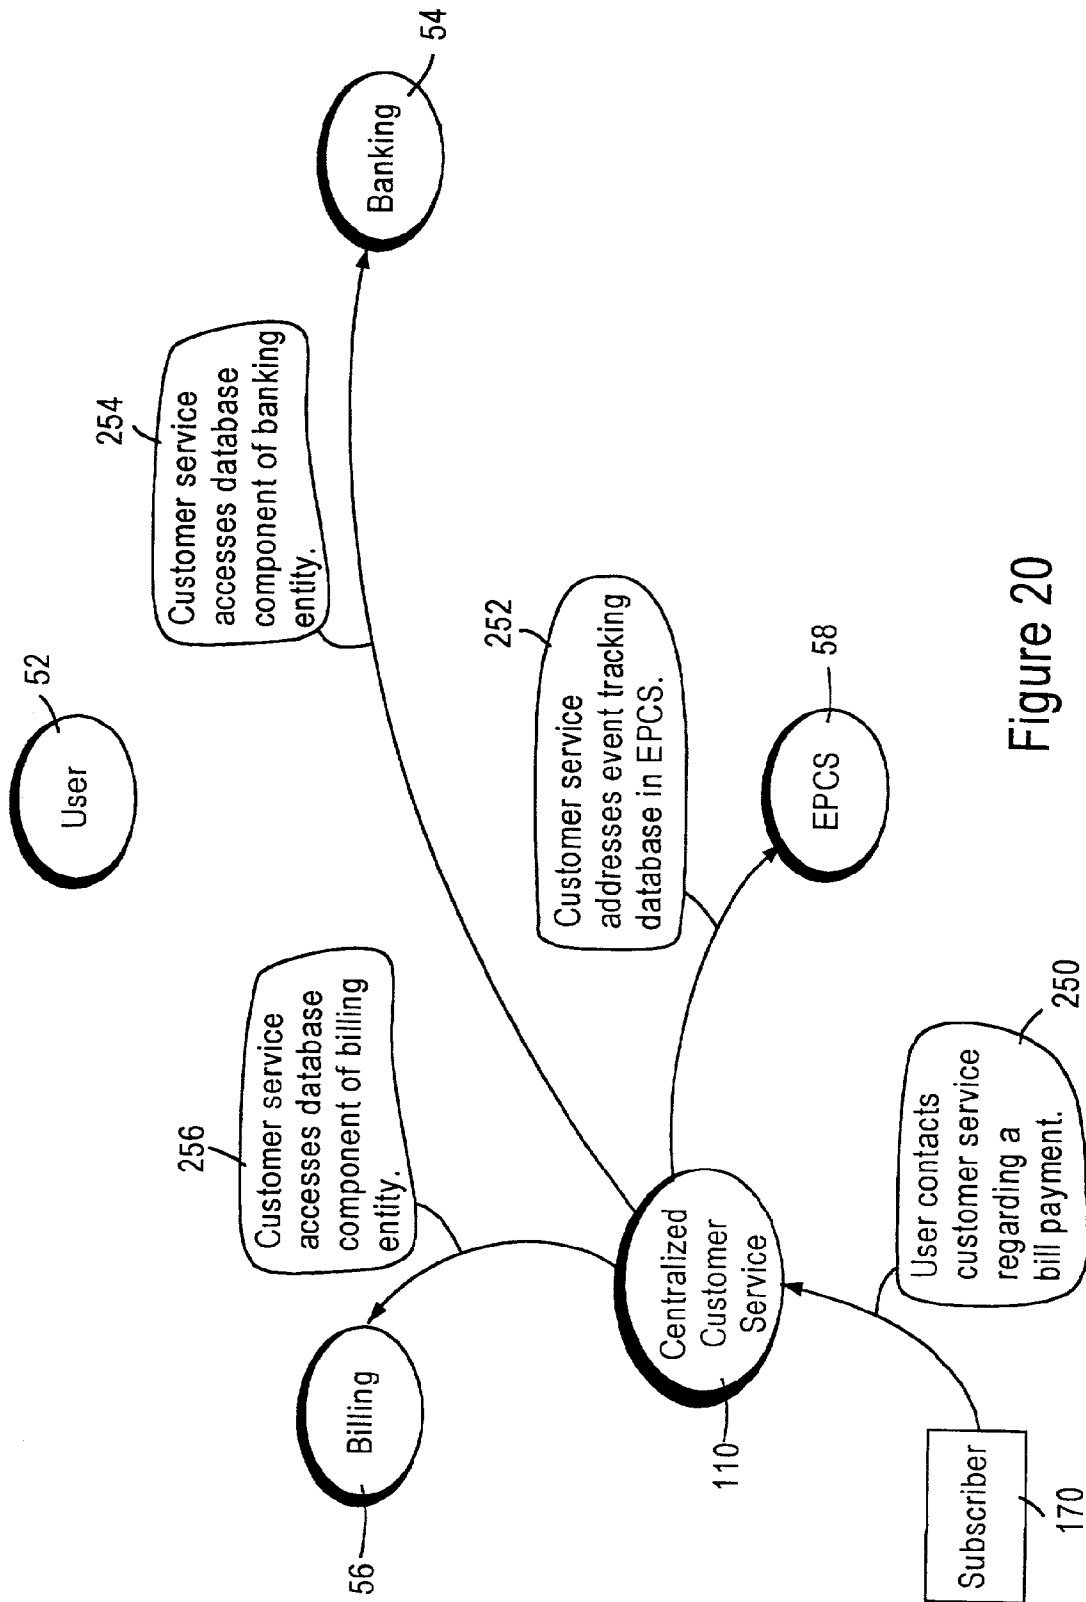 52
User
254
Customer service
accesses database
component of banking
entity.
54
Banking
256
Customer service
accesses database
component of billing
entity.
56
Billing
252
Customer service
addresses event tracking
database in EPCS.
58
EPCS
110
Centralized
Customer
Service
250
User contacts
customer service
regarding a
bill payment.
170
Subscriber
Figure 20